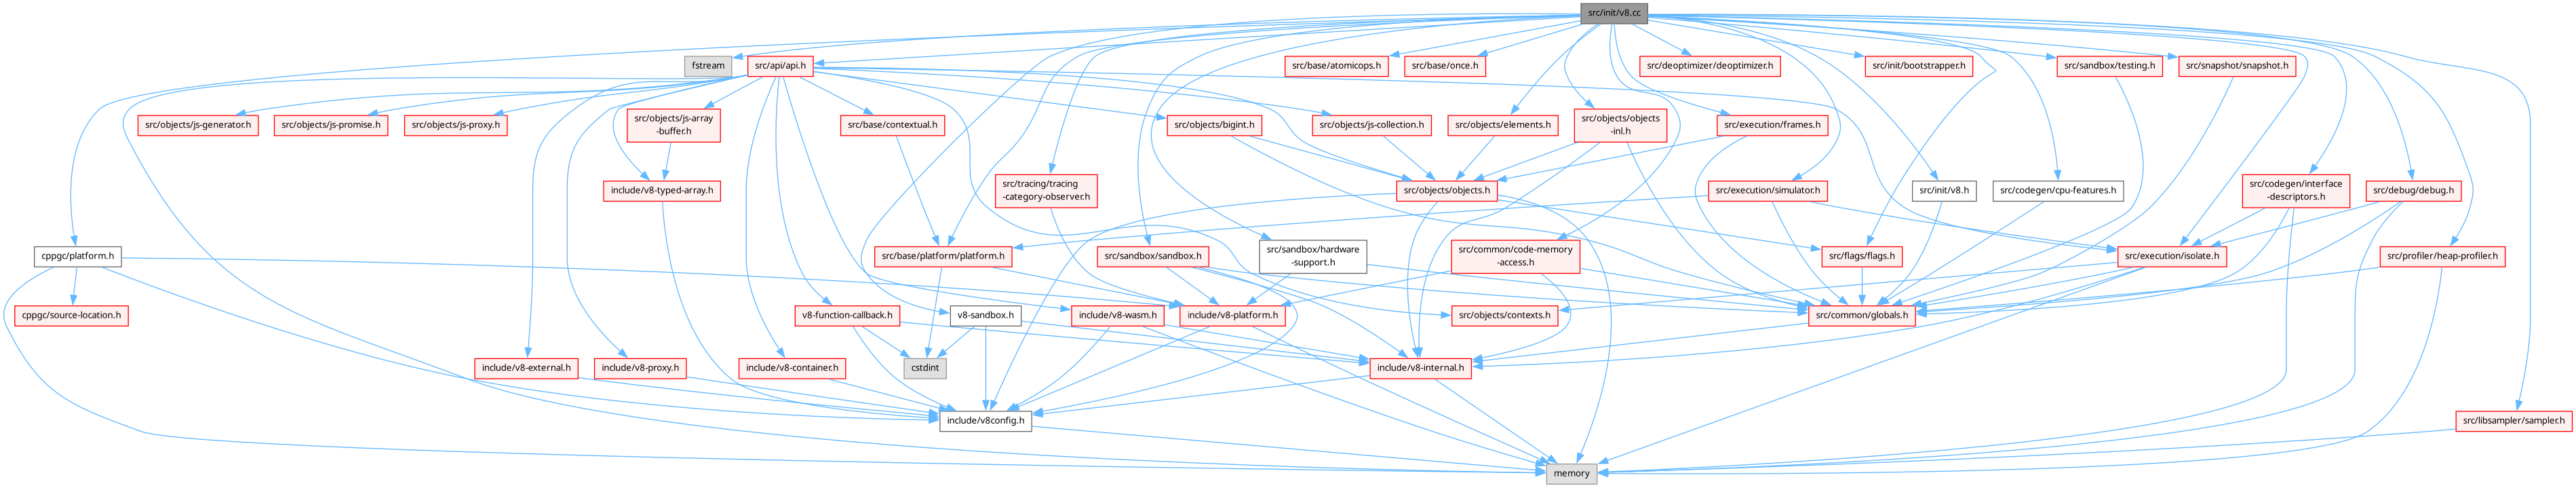 src/init/v8.cc
fstream
src/api/api.h
src/base/atomicops.h
src/base/once.h
src/deoptimizer/deoptimizer.h
src/init/bootstrapper.h
src/sandbox/testing.h
src/snapshot/snapshot.h
src/objects/js-generator.h
src/objects/js-promise.h
src/objects/js-proxy.h
src/objects/js-array
-buffer.h
src/base/contextual.h
src/objects/bigint.h
src/objects/js-collection.h
src/objects/elements.h
src/objects/objects
-inl.h
src/execution/frames.h
include/v8-typed-array.h
src/tracing/tracing
-category-observer.h
src/objects/objects.h
src/execution/simulator.h
src/init/v8.h
src/codegen/cpu-features.h
src/codegen/interface
-descriptors.h
src/debug/debug.h
cppgc/platform.h
src/base/platform/platform.h
src/sandbox/sandbox.h
src/sandbox/hardware
-support.h
src/common/code-memory
-access.h
src/flags/flags.h
src/execution/isolate.h
src/profiler/heap-profiler.h
cppgc/source-location.h
v8-function-callback.h
v8-sandbox.h
include/v8-wasm.h
include/v8-platform.h
src/objects/contexts.h
src/common/globals.h
include/v8-external.h
include/v8-proxy.h
include/v8-container.h
cstdint
include/v8-internal.h
include/v8config.h
src/libsampler/sampler.h
memory